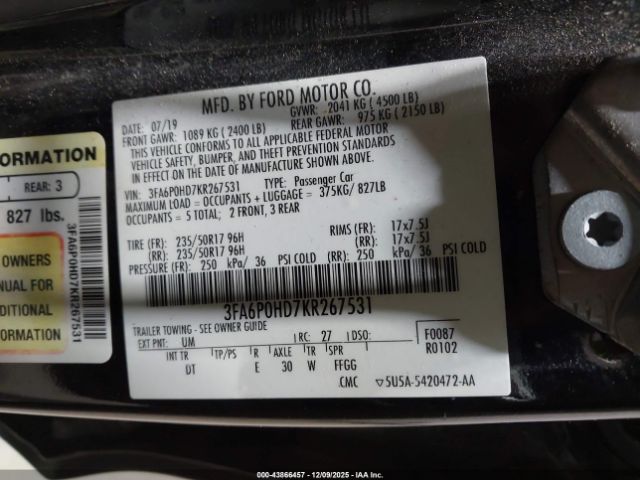 MFD. BY FORD MOTOR CO.
DATE: 07/19 GVWR: 2041 KG ( 4500 LB)
FRONT GAWR: 1089 KG ( 2400 LB) REAR GAWR: 975 KG ( 2150 LB)
THIS VEHICLE CONFORMS TO ALL APPLICABLE FEDERAL MOTOR
VEHICLE SAFETY, BUMPER, AND THEFT PREVENTION STANDARDS
IN EFFECT ON THE DATE OF MANUFACTURE SHOWN ABOVE.
VIN: 3FA6P0HD7KR267531 TYPE: Passenger Car
MAXIMUM LOAD = OCCUPANTS + LUGGAGE = 375KG/ 827LB
OCCUPANTS = 5 TOTAL; 2 FRONT, 3 REAR
TIRE (FR): 235/50R17 96H RIMS (FR): 17x7.5J
(RR): 235/50R17 96H (RR): 17x7.5J
PRESSURE (FR): 250 kPa/ 36 PSI COLD (RR): 250 kPa/ 36 PSI COLD
3FA6P0HD7KR267531
TRAILER TOWING - SEE OWNER GUIDE
EXT PNT: UM RC: 27 DSO: F0087
R0102
INT TR TP/PS R AXLE TR SPR
DT E 30 W FFGG
.CMC ▽5U5A-5420472-AA
FORMATION
REAR: 3
827 lbs.
OWNERS
ANUAL FOR
DITIONAL
FORMATION
3FA6P0HD7KR267531
000-43866457 - 12/09/2025 - IAAI.com